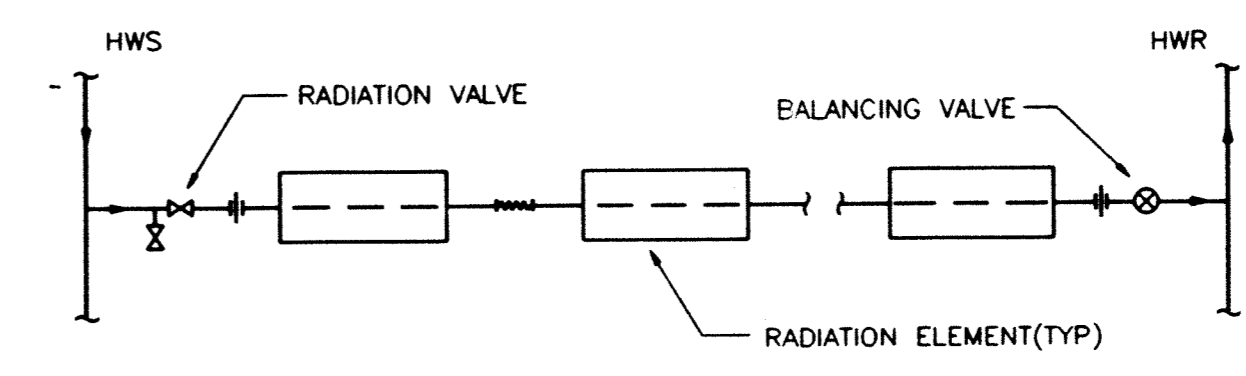 HWS
HWR
RADIATION VALVE
BALANCING VALVE
RADIATION ELEMENT(TYP)